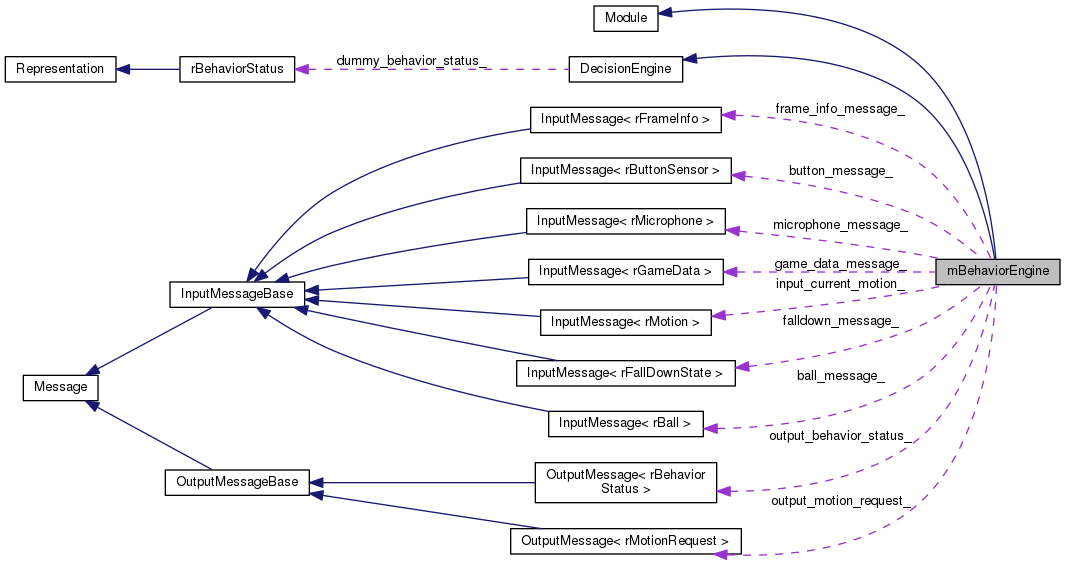 Module
Representation
rBehaviorStatus
dummy_behavior_status_
DecisionEngine
InputMessage< rFrameInfo >
frame_info_message_
InputMessage< rButtonSensor >
button_message_
InputMessage< rMicrophone >
microphone_message_
InputMessage< rGameData >
game_data_message_
mBehaviorEngine
InputMessageBase
input_current_motion_
InputMessage< rMotion >
falldown_message_
InputMessage< rFallDownState >
Message
ball_message_
InputMessage< rBall >
output_behavior_status_
OutputMessageBase
OutputMessage< rBehavior
Status >
output_motion_request_
OutputMessage< rMotionRequest >